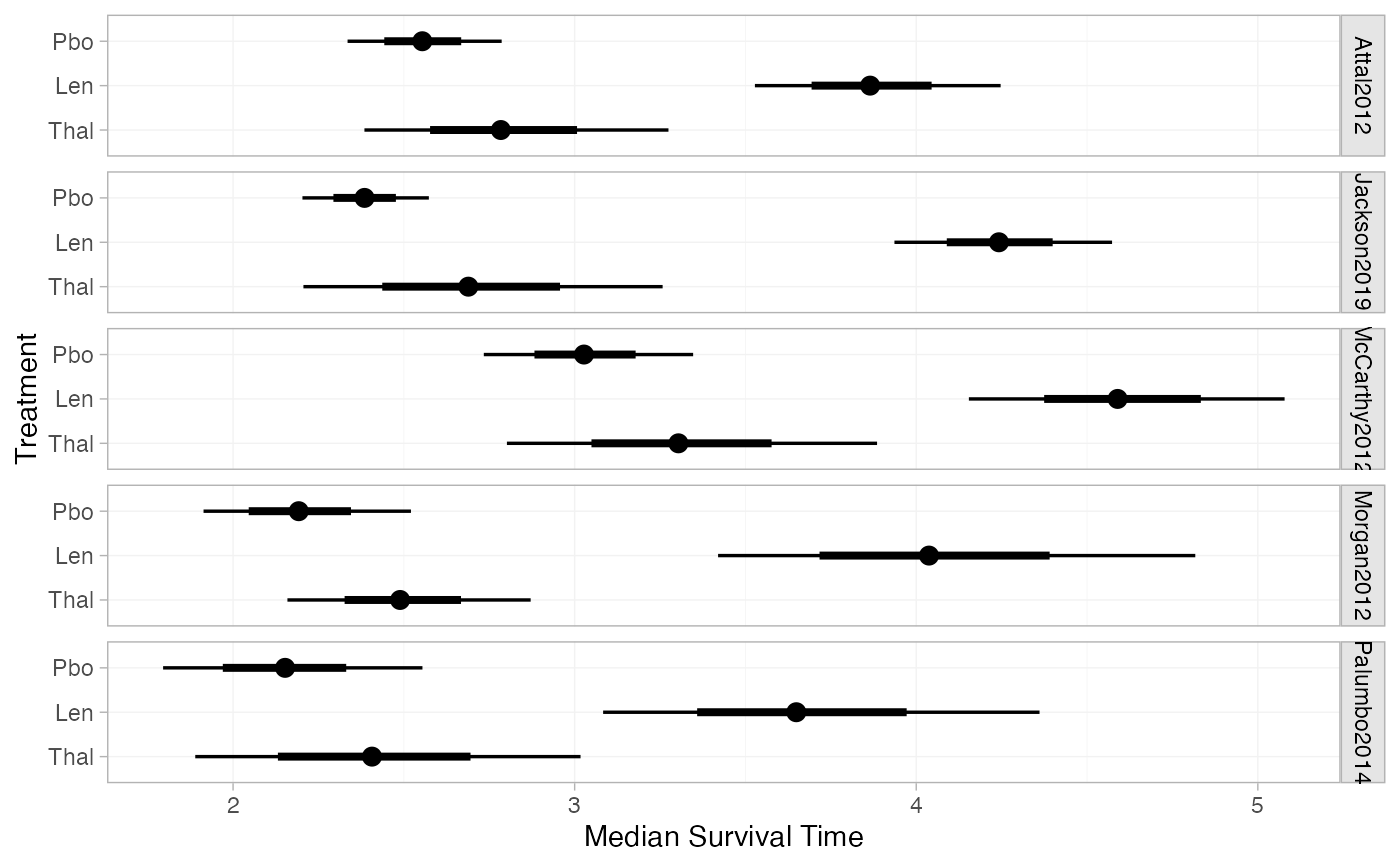 Pbo
Len
Thal
Attal2012
Pbo
Len
Thal
Jackson2019
Pbo
Len
Thal
McCarthy2012
Pbo
Len
Thal
Morgan2012
Pbo
Len
Thal
Palumbo2014
Treatment
2 3 4 5
Median Survival Time